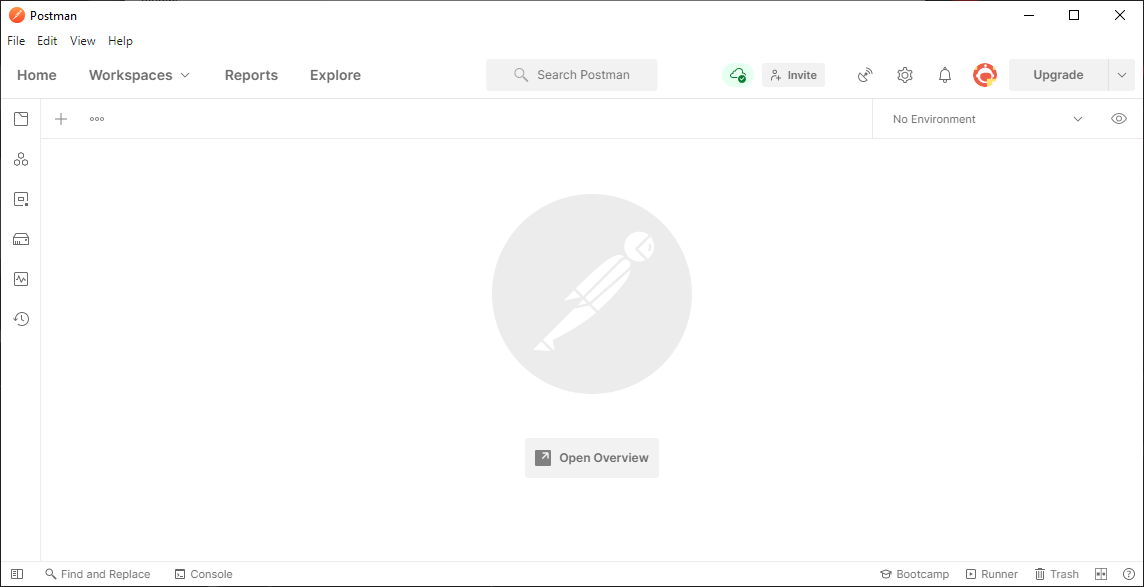 Postman
File Edit View Help
Home Workspaces Reports Explore Search Postman Invite Upgrade
No Environment
Open Overview
Find and Replace Console Bootcamp Runner Trash